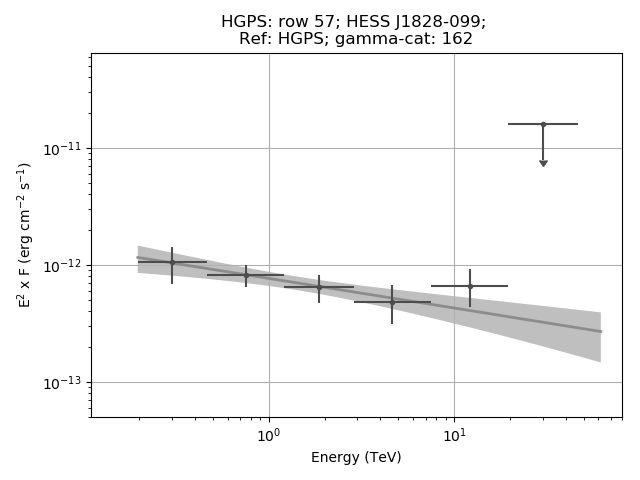 HGPS: row 57; HESS J1828-099;
Ref: HGPS; gamma-cat: 162
E² x F (erg cm⁻² s⁻¹)
10⁻¹¹
10⁻¹²
10⁻¹³
10⁰ 10¹
Energy (TeV)